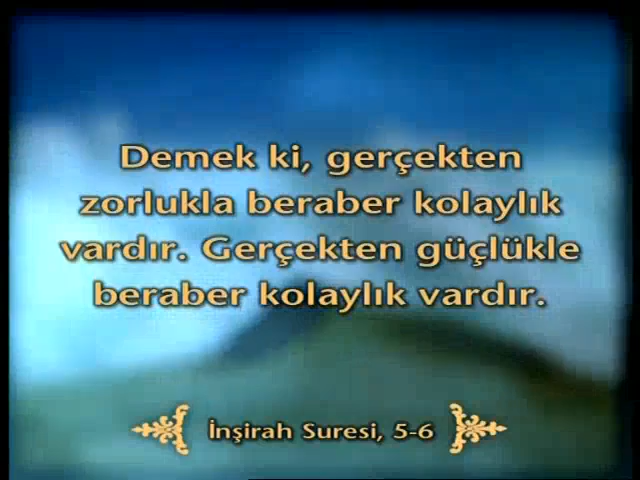 Demek ki, gerçekten
zorlukla beraber kolaylık
vardır. Gerçekten güçlükle
beraber kolaylık vardır.
İnşirah Suresi, 5-6